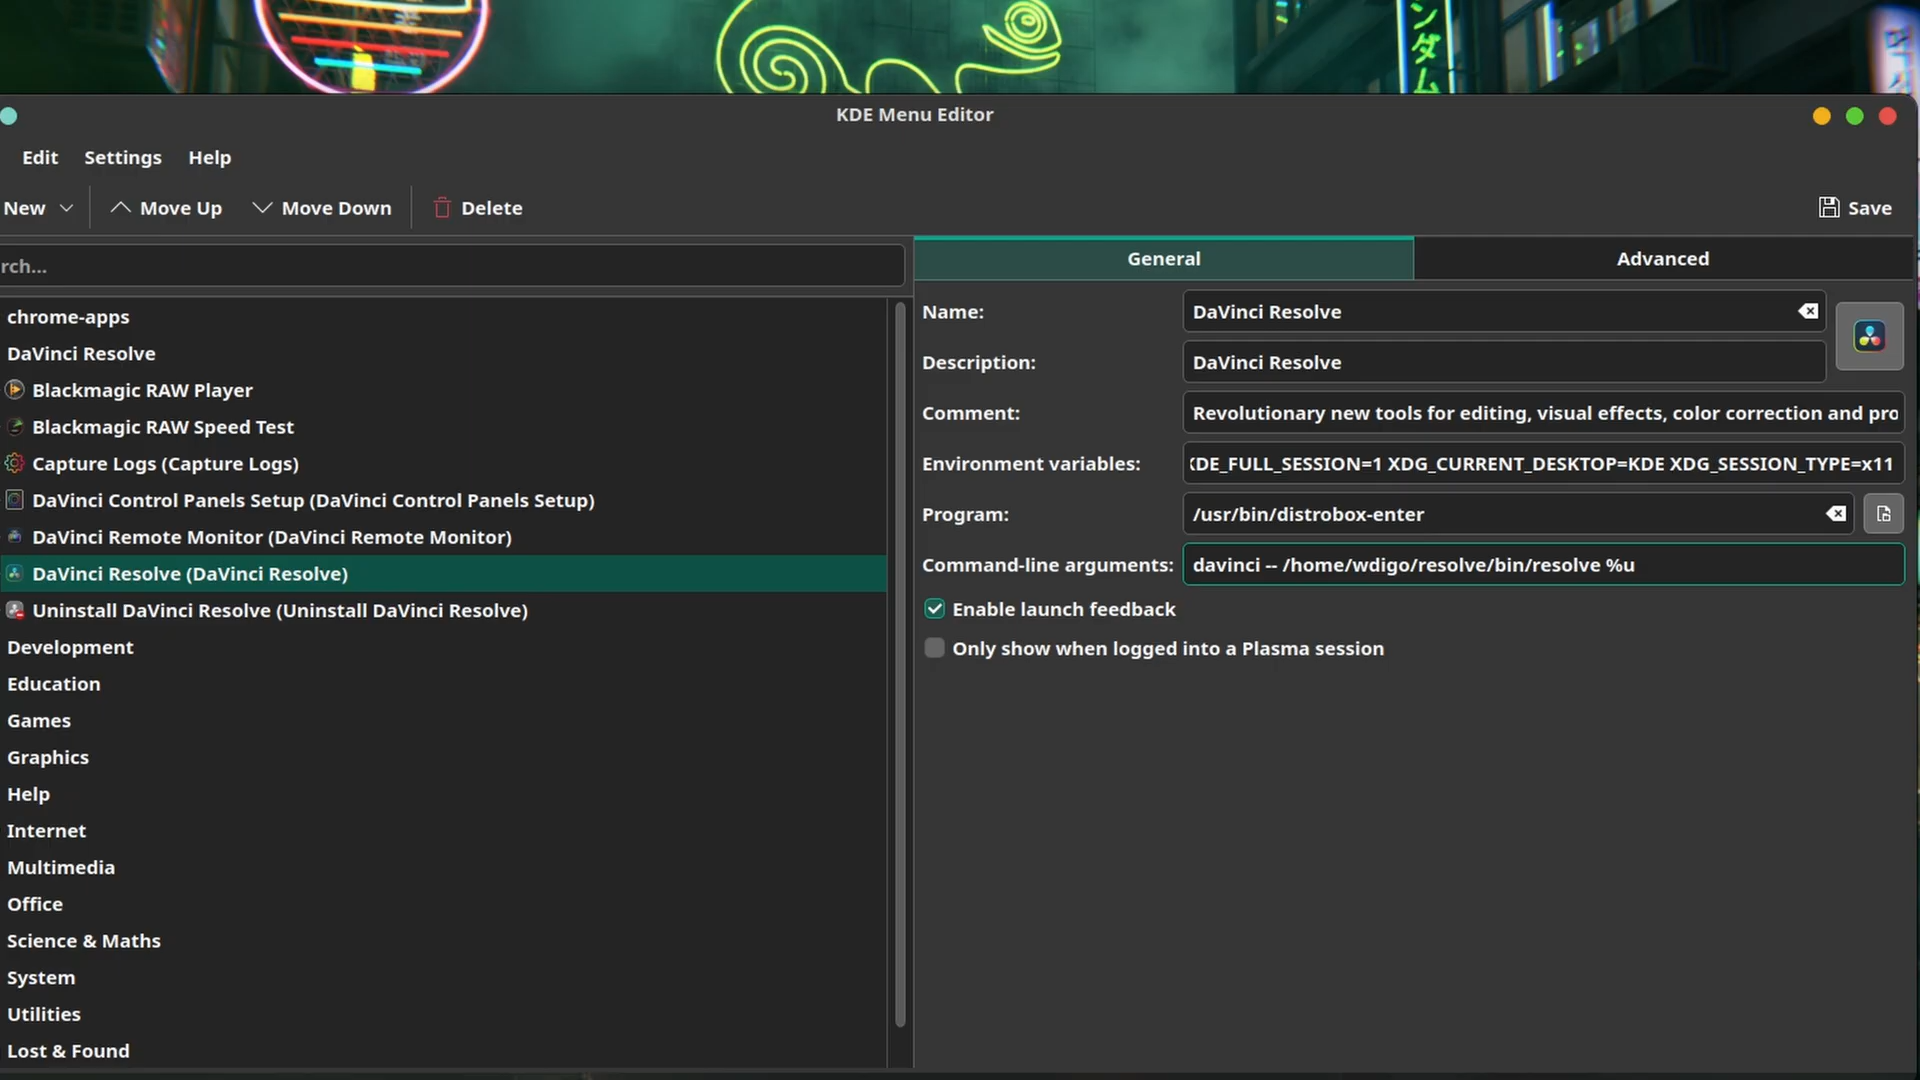 ンダム
KDE Menu Editor
Edit Settings Help
New Move Up Move Down Delete Save
rch...
General Advanced
chrome-apps
DaVinci Resolve
Blackmagic RAW Player
Blackmagic RAW Speed Test
Capture Logs (Capture Logs)
DaVinci Control Panels Setup (DaVinci Control Panels Setup)
DaVinci Remote Monitor (DaVinci Remote Monitor)
DaVinci Resolve (DaVinci Resolve)
Uninstall DaVinci Resolve (Uninstall DaVinci Resolve)
Development
Education
Games
Graphics
Help
Internet
Multimedia
Office
Science & Maths
System
Utilities
Lost & Found
Name: DaVinci Resolve
Description: DaVinci Resolve
Comment: Revolutionary new tools for editing, visual effects, color correction and pro
Environment variables: KDE_FULL_SESSION=1 XDG_CURRENT_DESKTOP=KDE XDG_SESSION_TYPE=x11
Program: /usr/bin/distrobox-enter
Command-line arguments: davinci -- /home/wdigo/resolve/bin/resolve %u
Enable launch feedback
Only show when logged into a Plasma session